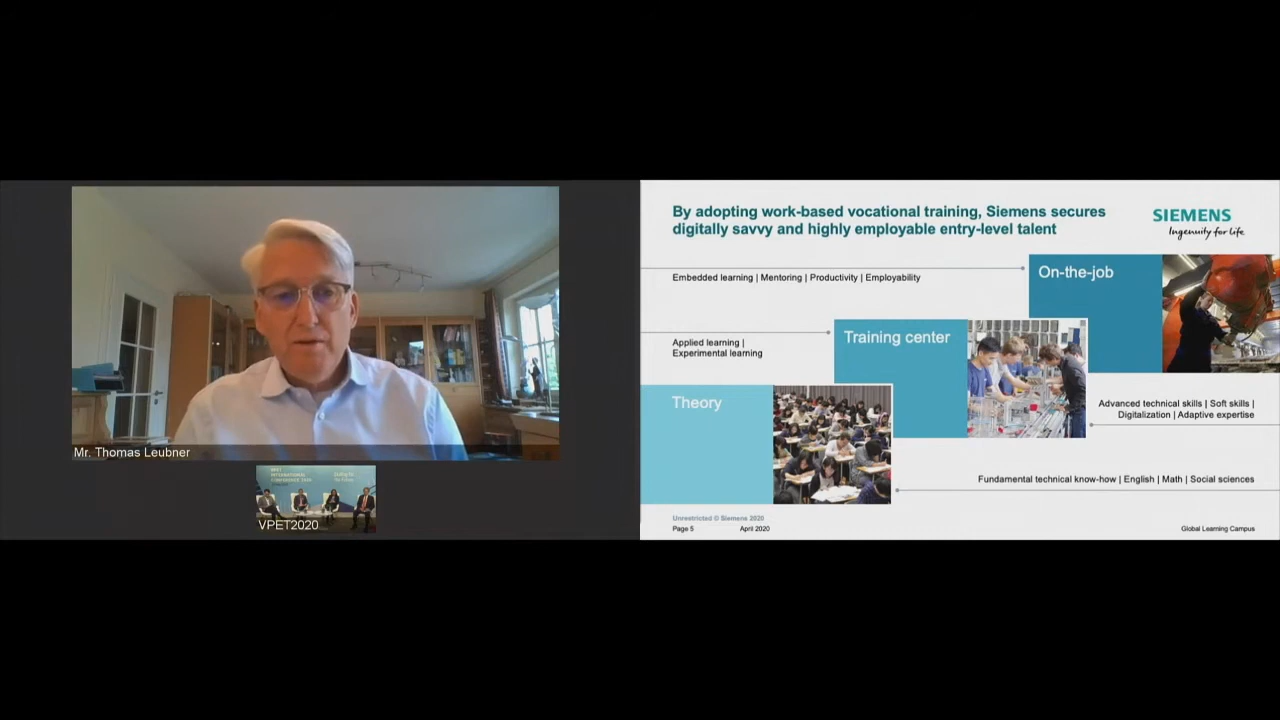 Mr. Thomas Leubner
VPET2020
By adopting work-based vocational training, Siemens secures
digitally savvy and highly employable entry-level talent
SIEMENS
Ingenuity for life
Embedded learning | Mentoring | Productivity | Employability
On-the-job
Applied learning |
Experimental learning
Training center
Theory
Advanced technical skills | Soft skills |
Digitalization | Adaptive expertise
Fundamental technical know-how | English | Math | Social sciences
Unrestricted © Siemens 2020
Page 5
April 2020
Global Learning Campus